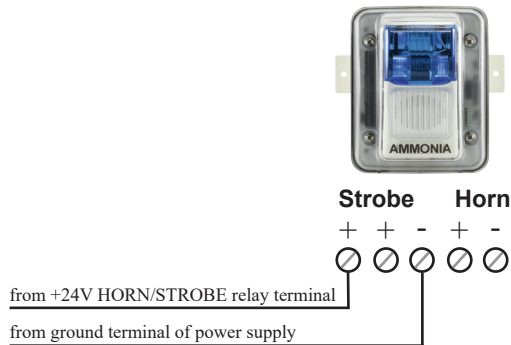 AMMONIA
Strobe Horn
+ + - + -
from +24V HORN/STROBE relay terminal
from ground terminal of power supply